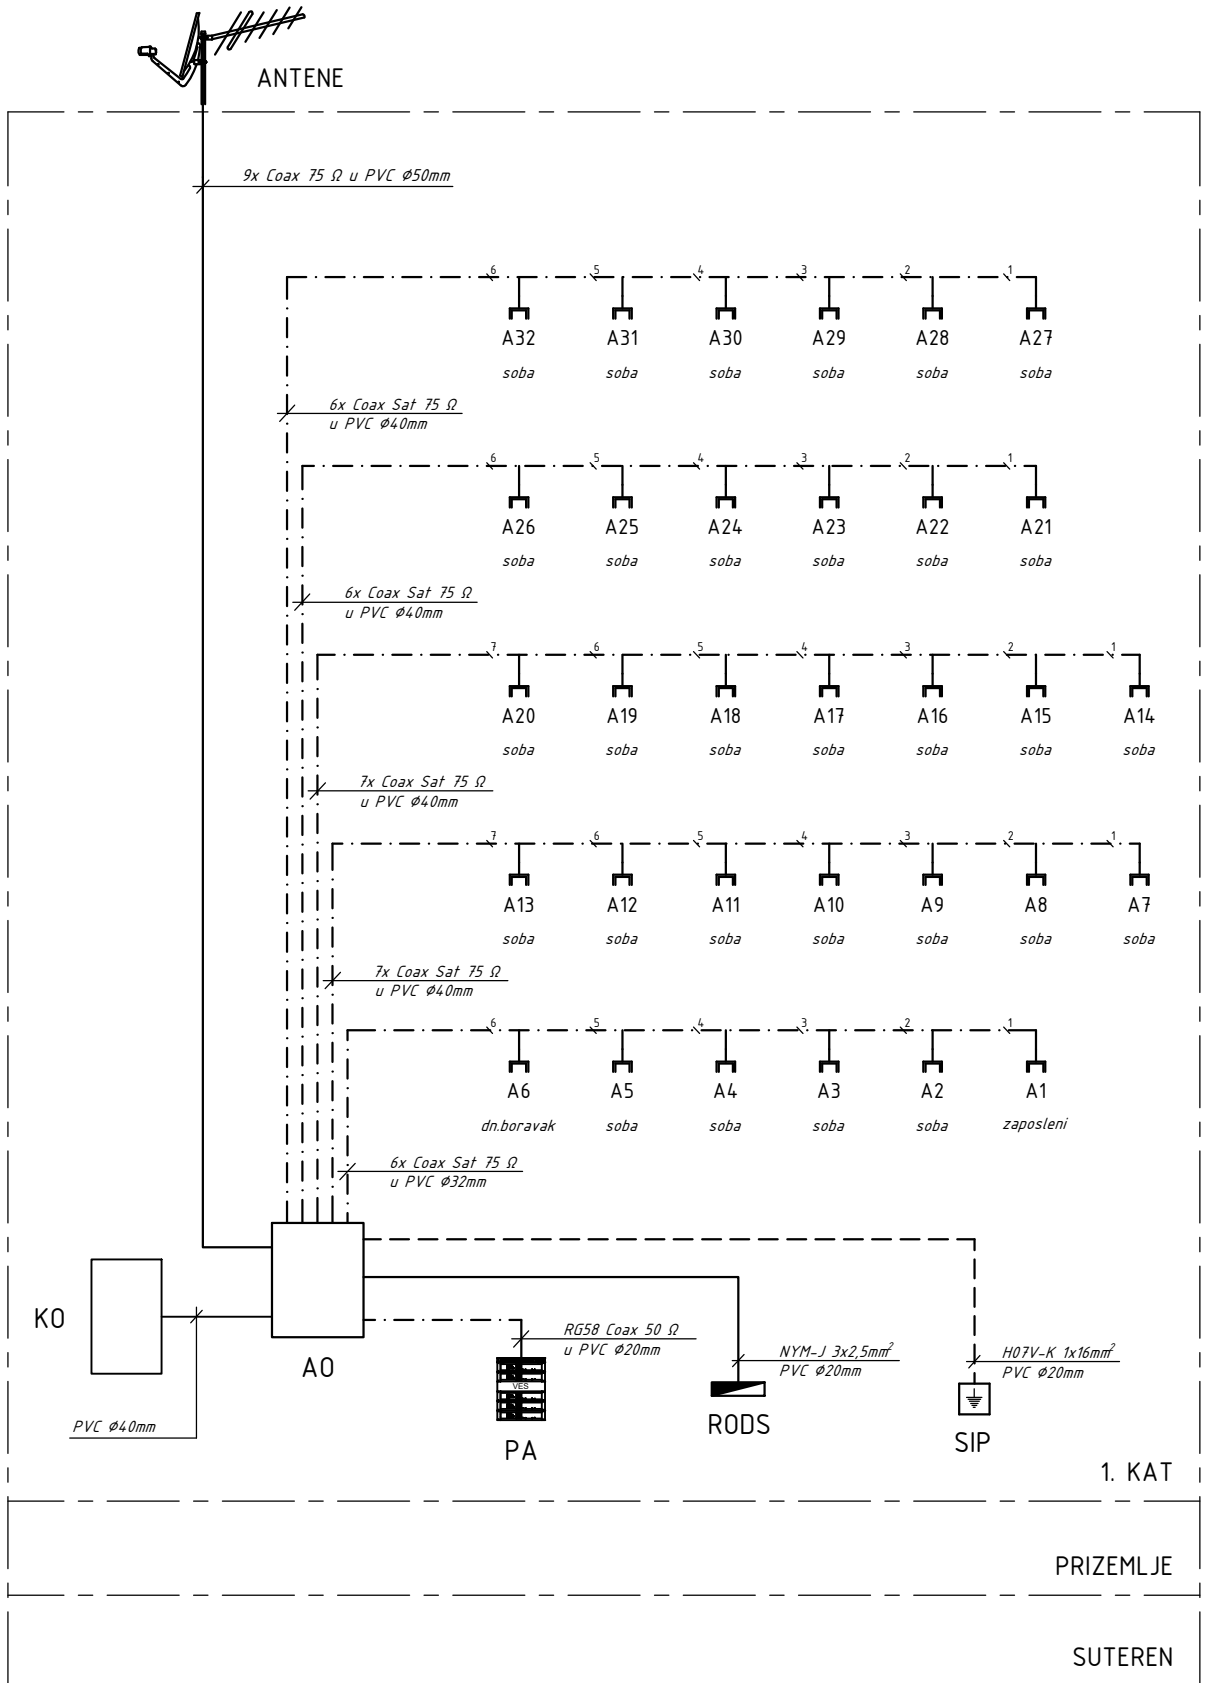 ANTENE
9x Coax 75 Ω u PVC Ø50mm
6 5 4 3 2 1
A32 A31 A30 A29 A28 A27
soba soba soba soba soba soba
6x Coax Sat 75 Ω
u PVC Ø40mm
6 5 4 3 2 1
A26 A25 A24 A23 A22 A21
soba soba soba soba soba soba
6x Coax Sat 75 Ω
u PVC Ø40mm
7 6 5 4 3 2 1
A20 A19 A18 A17 A16 A15 A14
soba soba soba soba soba soba soba
7x Coax Sat 75 Ω
u PVC Ø40mm
7 6 5 4 3 2 1
A13 A12 A11 A10 A9 A8 A7
soba soba soba soba soba soba soba
7x Coax Sat 75 Ω
u PVC Ø40mm
6 5 4 3 2 1
A6 A5 A4 A3 A2 A1
dn.boravak soba soba soba soba zaposleni
6x Coax Sat 75 Ω
u PVC Ø32mm
KO
AO
PVC Ø40mm
RG58 Coax 50 Ω
u PVC Ø20mm
VES
PA
NYM-J 3x2,5mm²
PVC Ø20mm
RODS
H07V-K 1x16mm²
PVC Ø20mm
SIP
1. KAT
PRIZEMLJE
SUTEREN